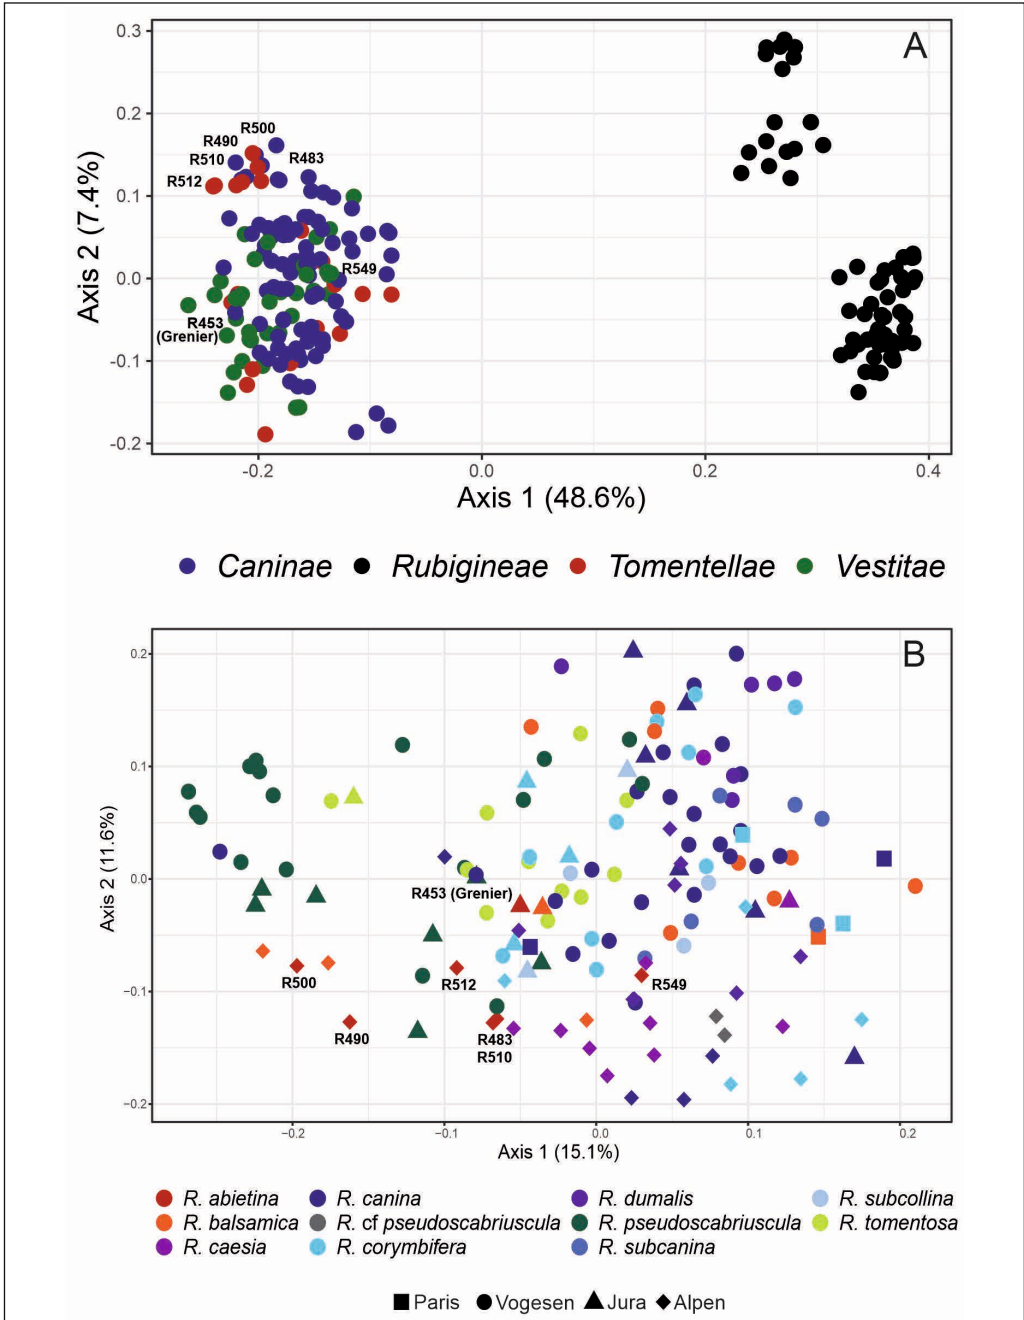 A
0.3
0.2
0.1
0.0
-0.1
-0.2
Axis 2 (7.4%)
R500
R490
R510
R483
R512
R549
R453
(Grenier)
-0.2 0.0 0.2 0.4
Axis 1 (48.6%)
Caninae Rubigineae Tomentellae Vestitae
B
0.2
0.1
0.0
−0.1
−0.2
Axis 2 (11.6%)
R453 (Grenier)
R500
R512
R549
R490
R483
R510
−0.2 −0.1 0.0 0.1 0.2
Axis 1 (15.1%)
R. abietina R. canina R. dumalis R. subcollina
R. balsamica R. cf pseudoscabriuscula R. pseudoscabriuscula R. tomentosa
R. caesia R. corymbifera R. subcanina
Paris Vogesen Jura Alpen